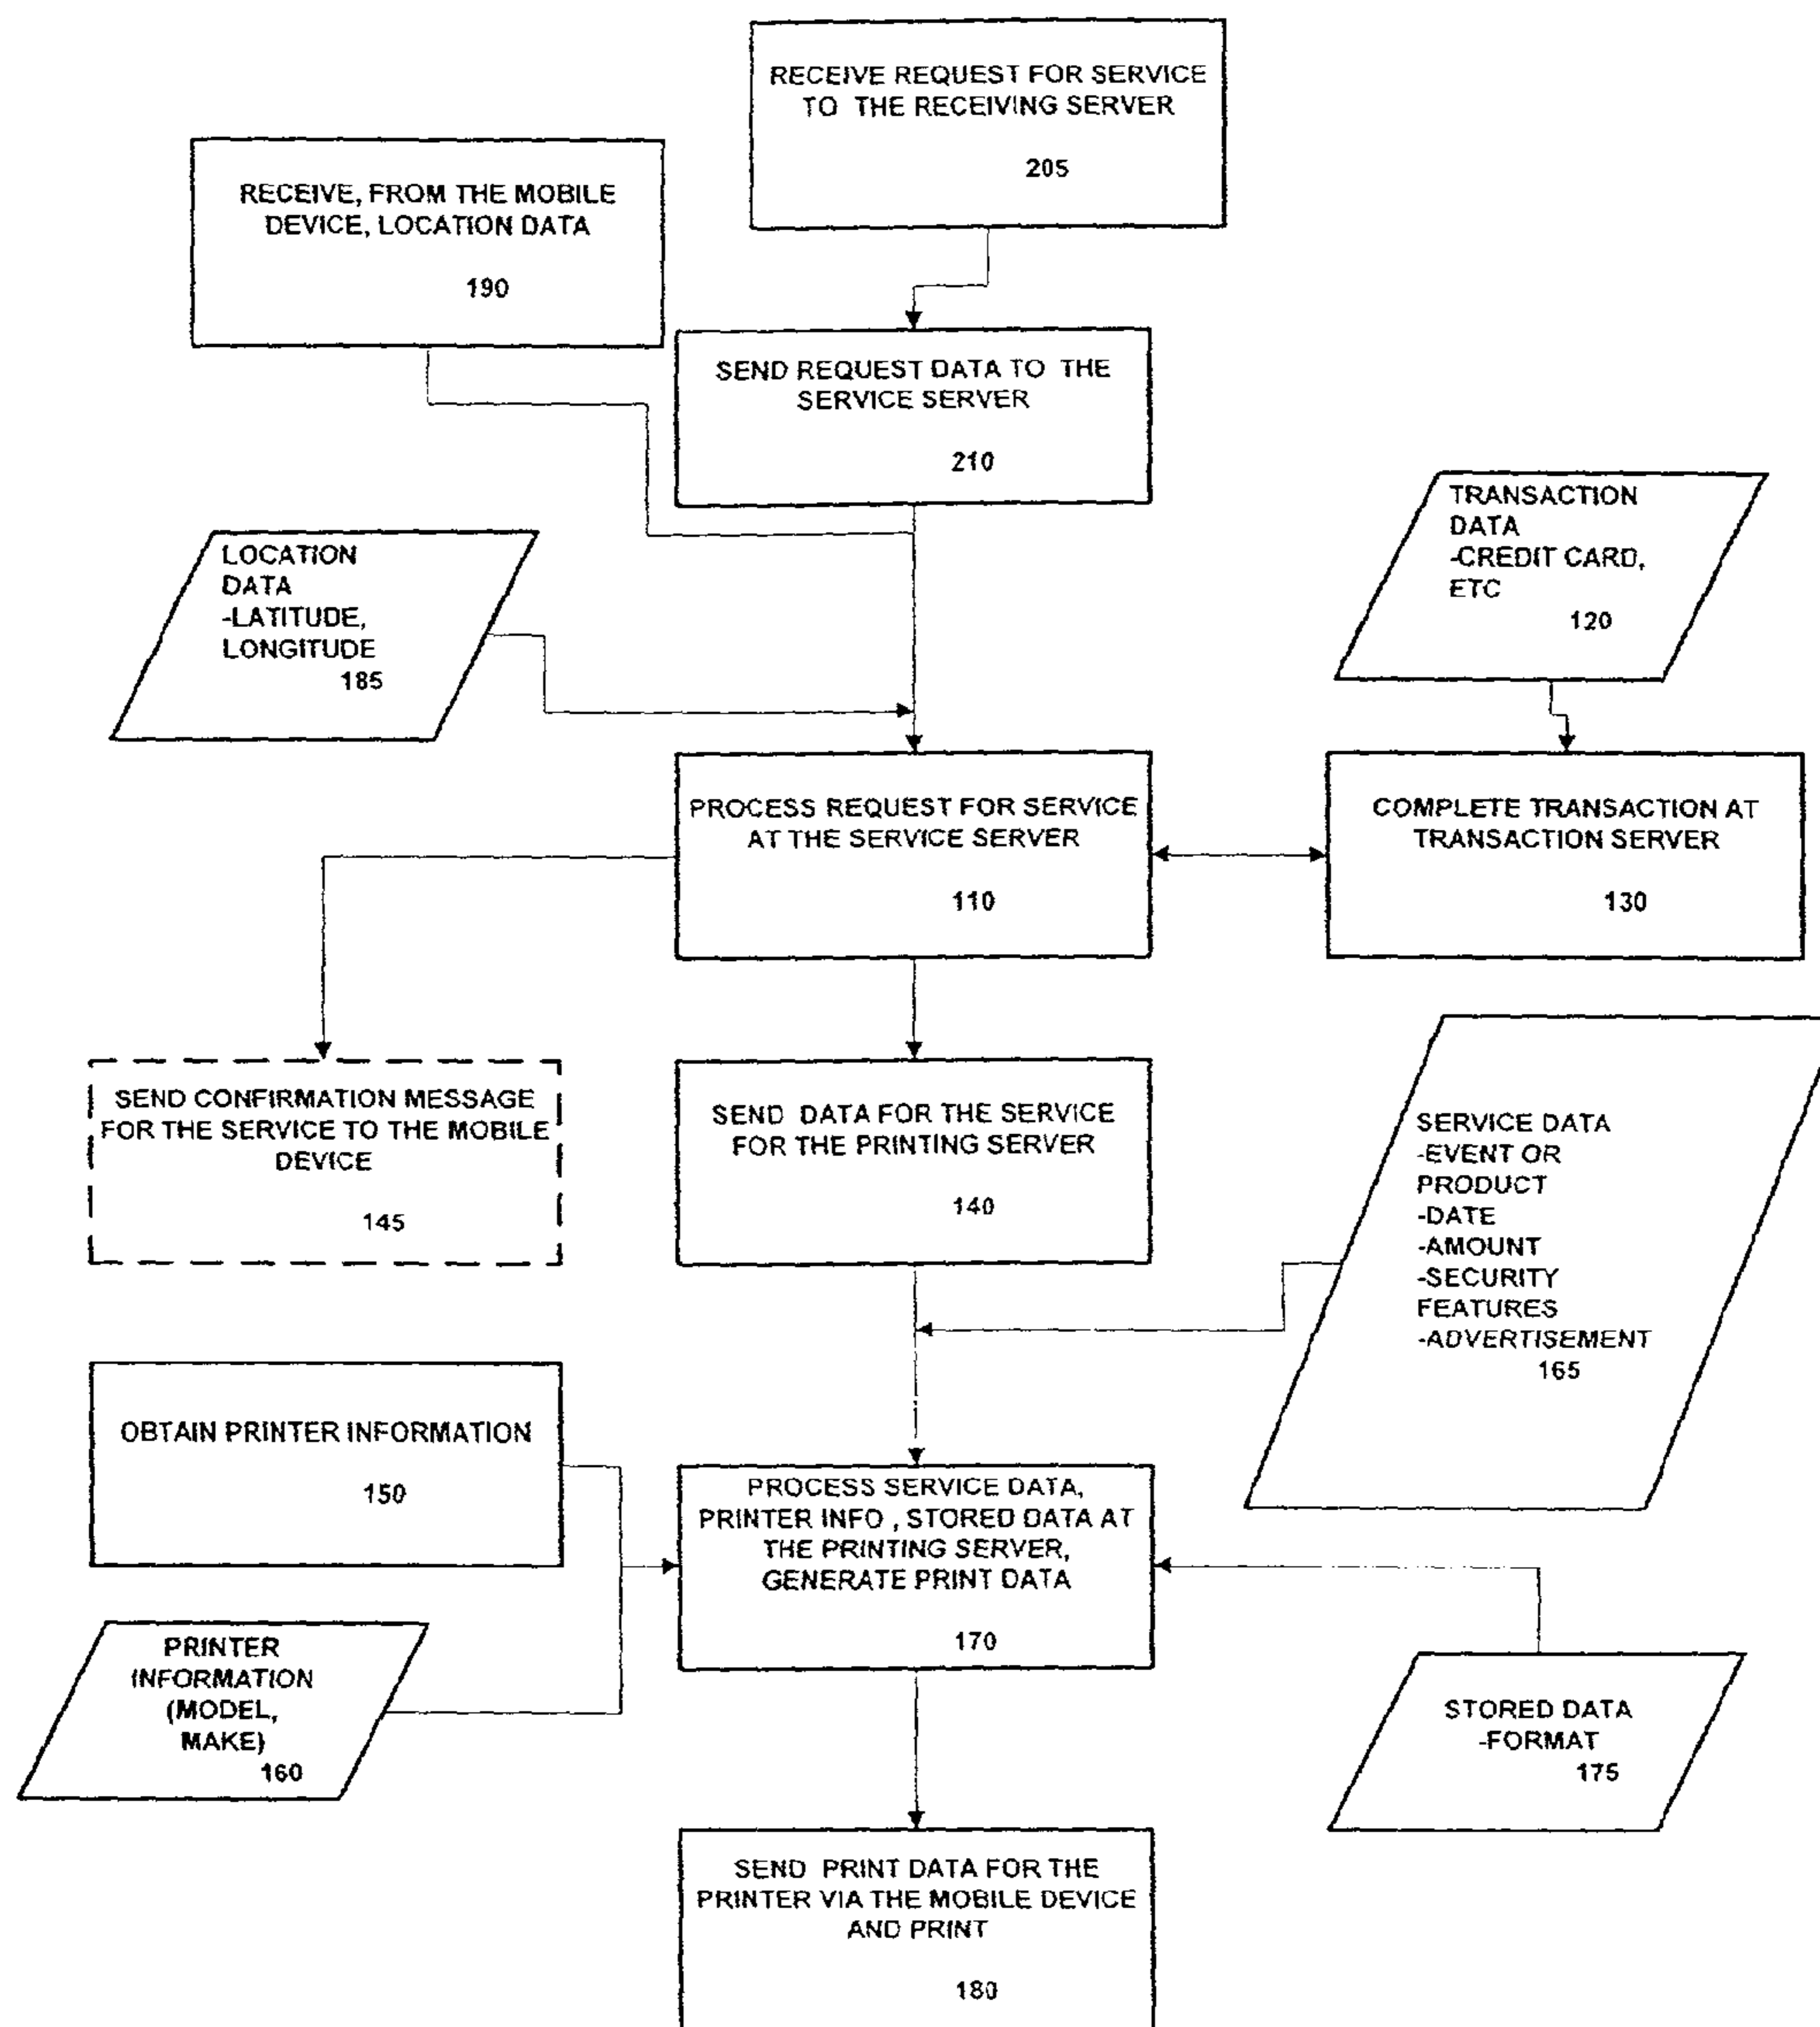 RECEIVE REQUEST FOR SERVICE
TO THE RECEIVING SERVER
205
RECEIVE, FROM THE MOBILE
DEVICE, LOCATION DATA
190
SEND REQUEST DATA TO THE
SERVICE SERVER
210
TRANSACTION
DATA
-CREDIT CARD,
ETC
120
LOCATION
DATA
-LATITUDE,
LONGITUDE
185
PROCESS REQUEST FOR SERVICE
AT THE SERVICE SERVER
110
COMPLETE TRANSACTION AT
TRANSACTION SERVER
130
SEND CONFIRMATION MESSAGE
FOR THE SERVICE TO THE MOBILE
DEVICE
145
SEND DATA FOR THE SERVICE
FOR THE PRINTING SERVER
140
SERVICE DATA
-EVENT OR
PRODUCT
-DATE
-AMOUNT
-SECURITY
FEATURES
-ADVERTISEMENT
165
OBTAIN PRINTER INFORMATION
150
PROCESS SERVICE DATA,
PRINTER INFO , STORED DATA AT
THE PRINTING SERVER,
GENERATE PRINT DATA
170
PRINTER
INFORMATION
(MODEL,
MAKE)
160
STORED DATA
-FORMAT
175
SEND PRINT DATA FOR THE
PRINTER VIA THE MOBILE DEVICE
AND PRINT
180